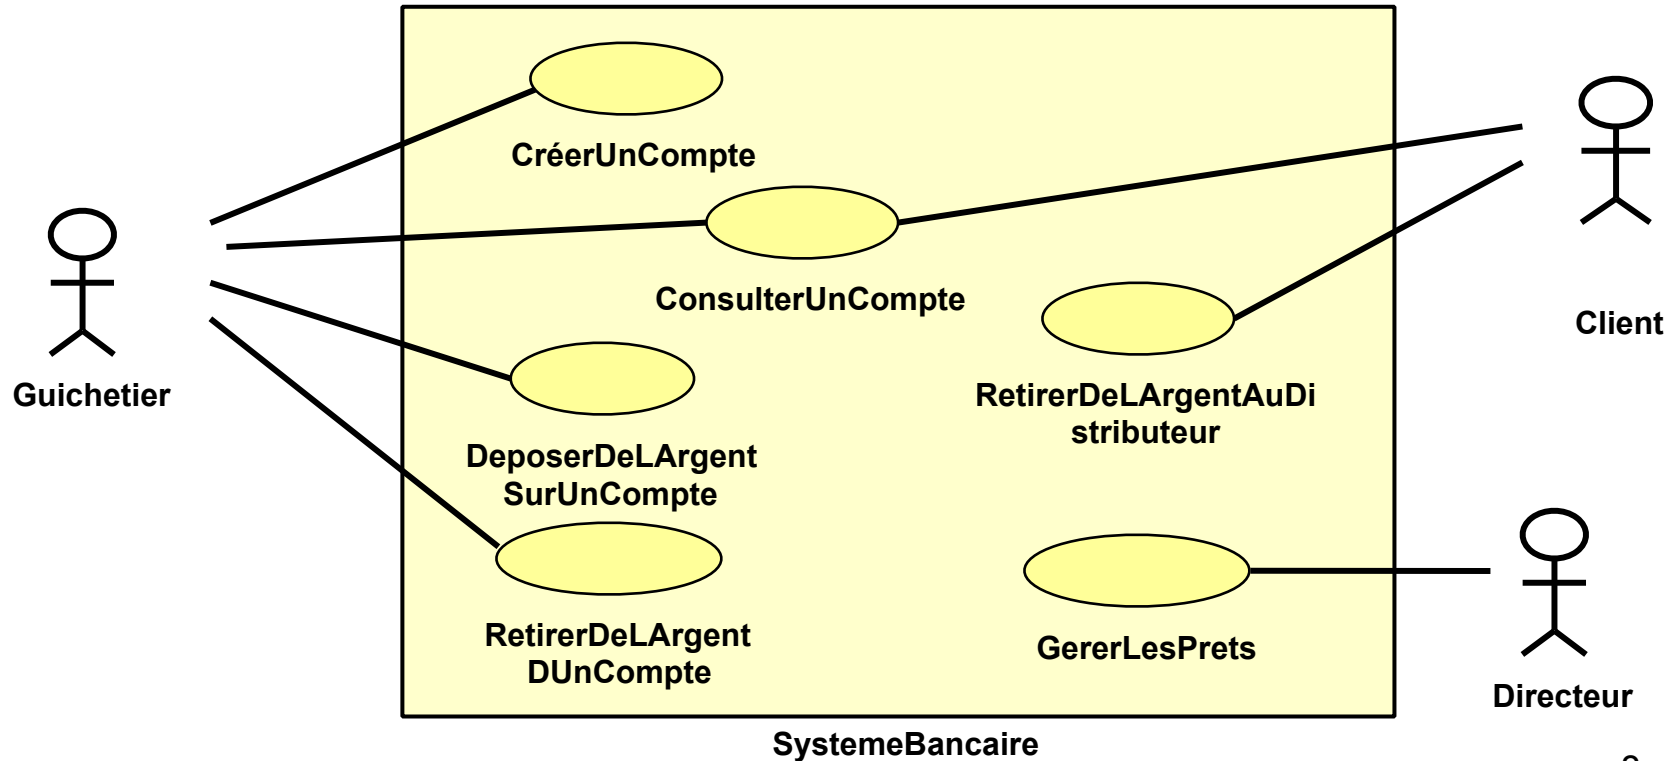 CréerUnCompte
ConsulterUnCompte
Client
Guichetier
RetirerDeLArgentAuDi
stributeur
DeposerDeLArgent
SurUnCompte
RetirerDeLArgent
DUnCompte
GererLesPrets
Directeur
SystemeBancaire